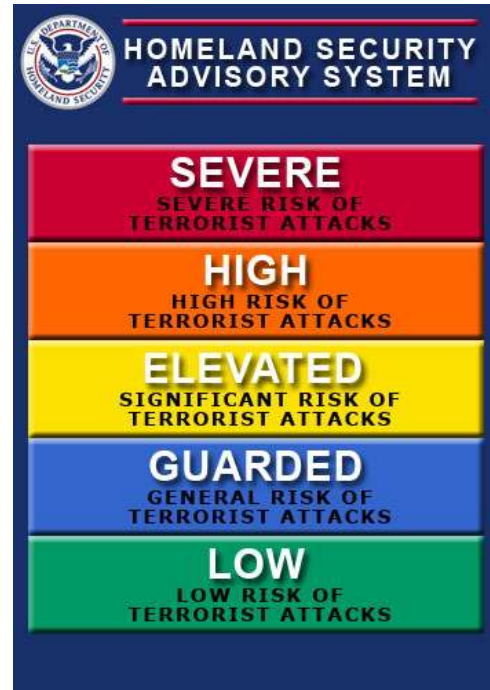 U.S. DEPARTMENT OF
HOMELAND SECURITY
HOMELAND SECURITY
ADVISORY SYSTEM
SEVERE
SEVERE RISK OF
TERRORIST ATTACKS
HIGH
HIGH RISK OF
TERRORIST ATTACKS
ELEVATED
SIGNIFICANT RISK OF
TERRORIST ATTACKS
GUARDED
GENERAL RISK OF
TERRORIST ATTACKS
LOW
LOW RISK OF
TERRORIST ATTACKS